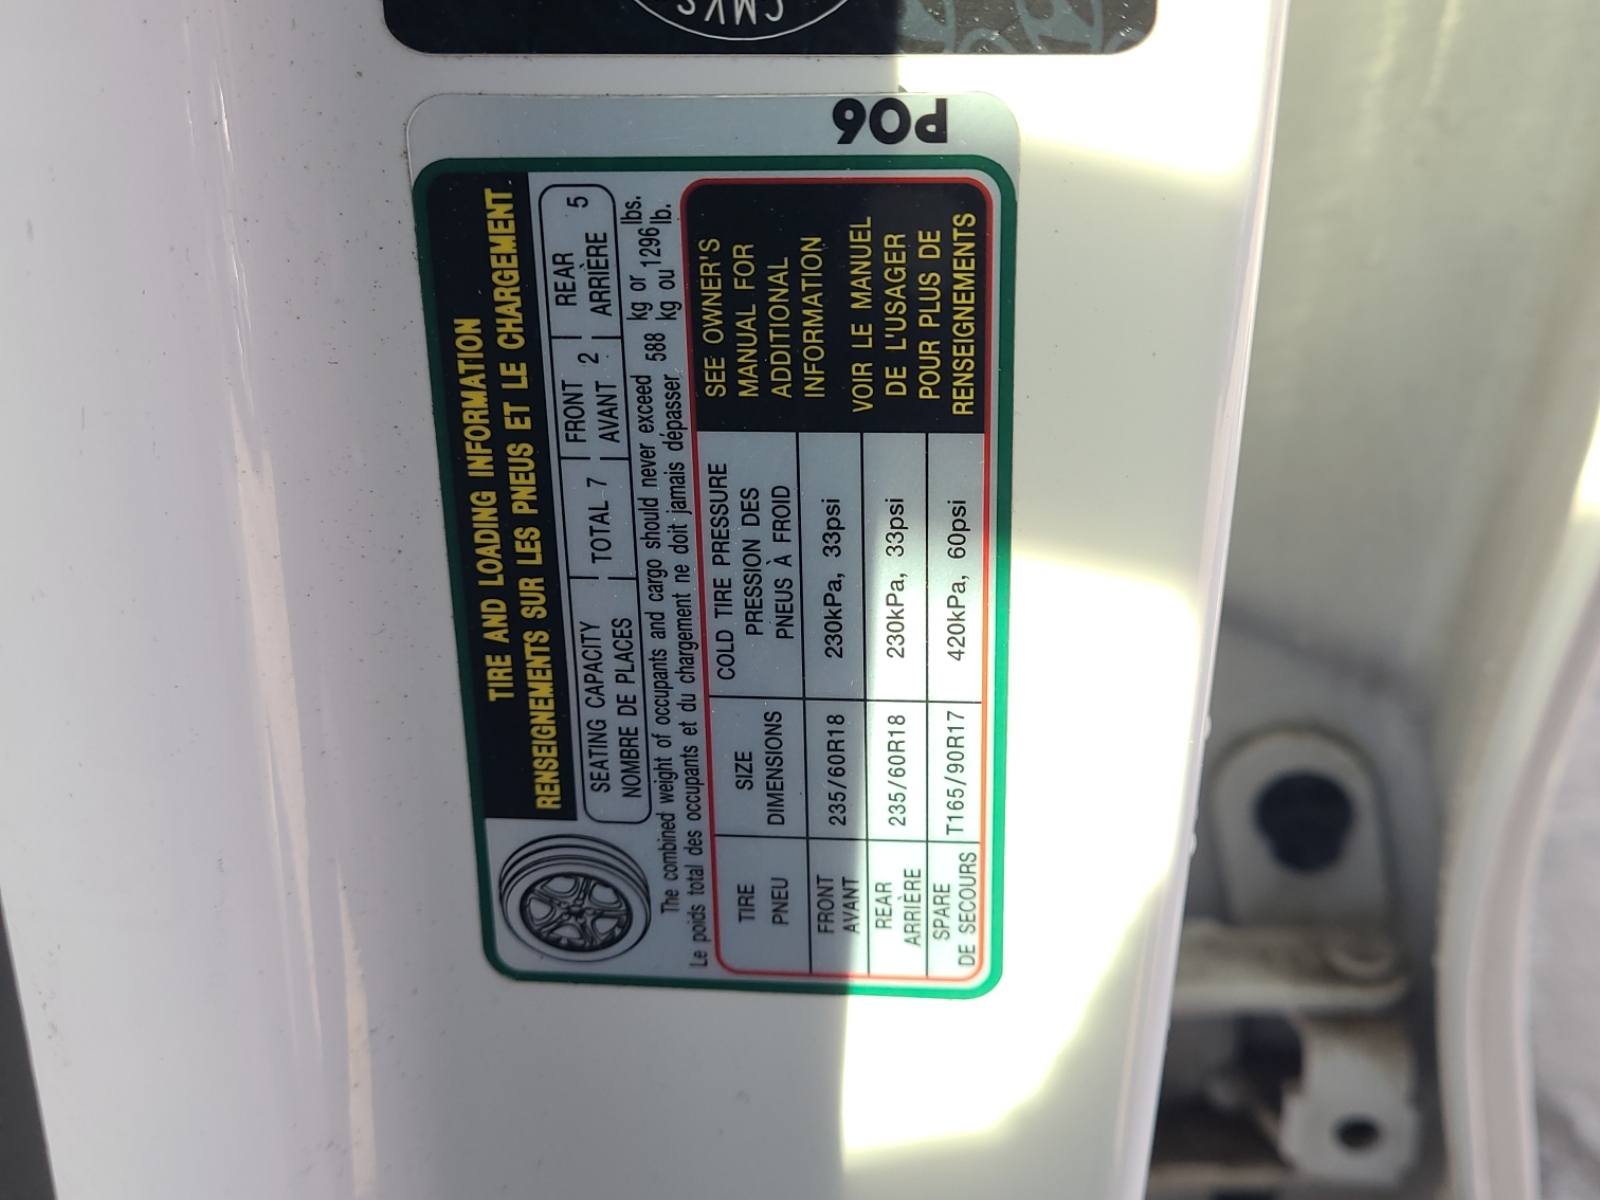 CMVS
P06
TIRE AND LOADING INFORMATION
RENSEIGNEMENTS SUR LES PNEUS ET LE CHARGEMENT
SEATING CAPACITY
NOMBRE DE PLACES
TOTAL 7
FRONT
AVANT
2
REAR
ARRIÈRE
5
The combined weight of occupants and cargo should never exceed 588 kg or 1296 lbs.
Le poids total des occupants et du chargement ne doit jamais dépasser kg ou lb.
TIRE SIZE COLD TIRE PRESSURE
PNEU DIMENSIONS PRESSION DES
PNEUS À FROID
FRONT
AVANT
235/60R18 230kPa, 33psi
REAR
ARRIÈRE
235/60R18 230kPa, 33psi
SPARE
DE SECOURS
T165/90R17 420kPa, 60psi
SEE OWNER'S
MANUAL FOR
ADDITIONAL
INFORMATION
VOIR LE MANUEL
DE L'USAGER
POUR PLUS DE
RENSEIGNEMENTS